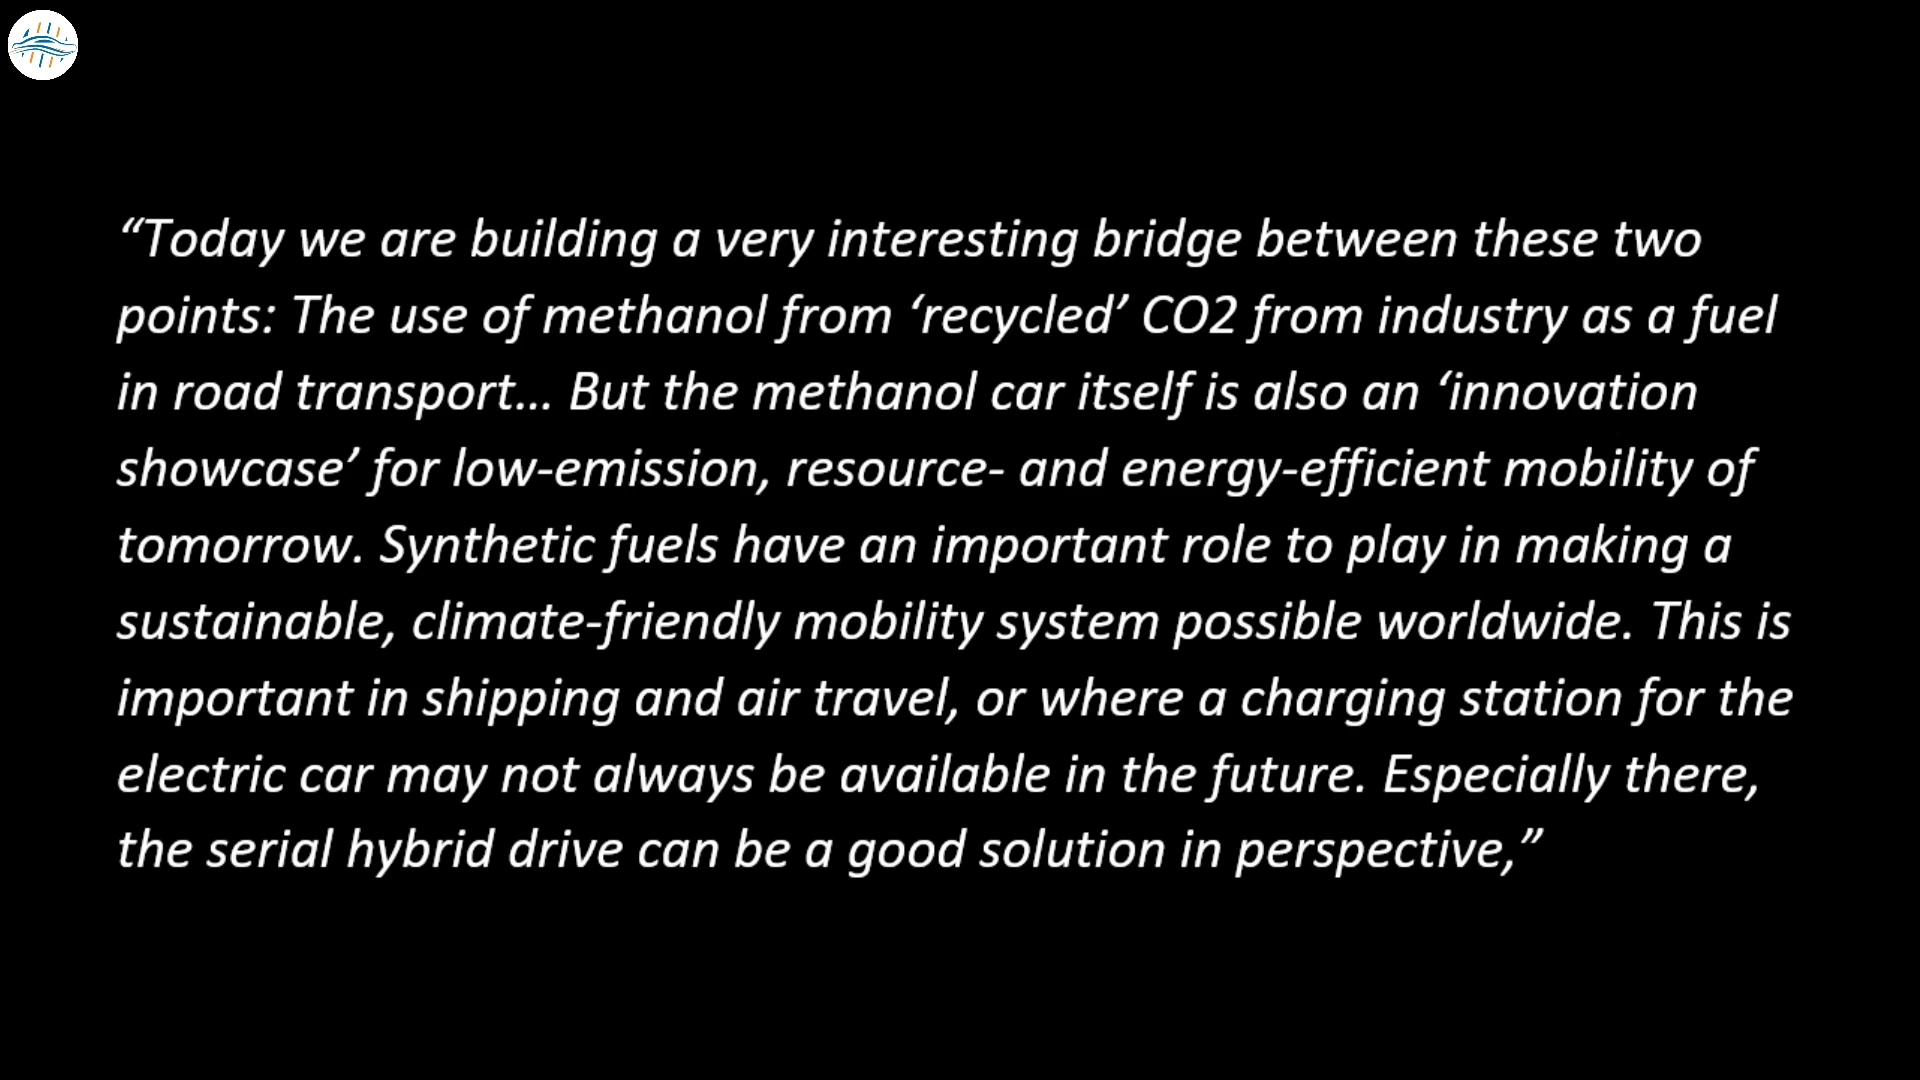 “Today we are building a very interesting bridge between these two
points: The use of methanol from ‘recycled’ CO2 from industry as a fuel
in road transport... But the methanol car itself is also an ‘innovation
showcase’ for low-emission, resource- and energy-efficient mobility of
tomorrow. Synthetic fuels have an important role to play in making a
sustainable, climate-friendly mobility system possible worldwide. This is
important in shipping and air travel, or where a charging station for the
electric car may not always be available in the future. Especially there,
the serial hybrid drive can be a good solution in perspective,”